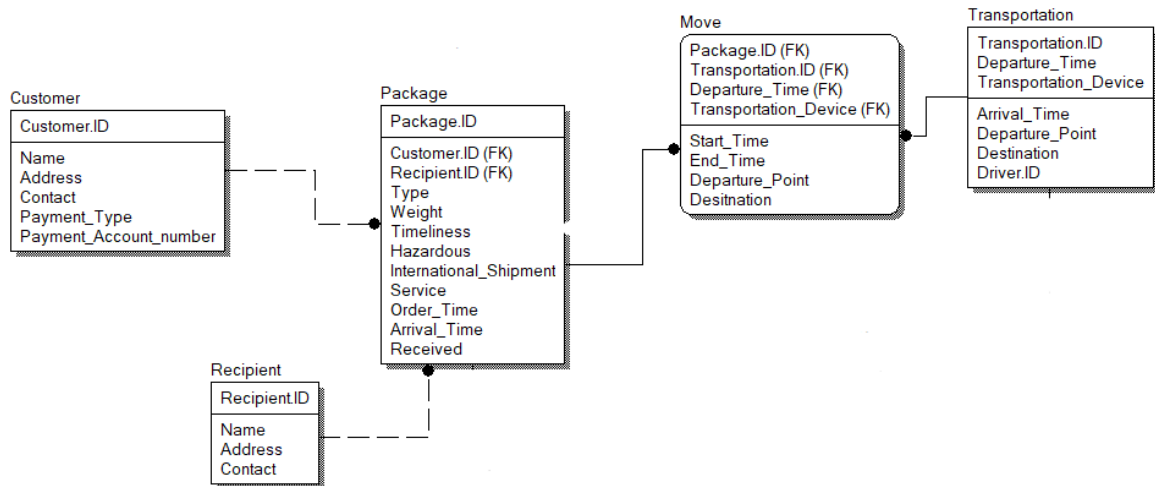 Customer
Customer.ID
Name
Address
Contact
Payment_Type
Payment_Account_number
Package
Package.ID
Customer.ID (FK)
Recipient.ID (FK)
Type
Weight
Timeliness
Hazardous
International_Shipment
Service
Order_Time
Arrival_Time
Received
Recipient
Recipient.ID
Name
Address
Contact
Move
Package.ID (FK)
Transportation.ID (FK)
Departure_Time (FK)
Transportation_Device (FK)
Start_Time
End_Time
Departure_Point
Desitnation
Transportation
Transportation.ID
Departure_Time
Transportation_Device
Arrival_Time
Departure_Point
Destination
Driver.ID